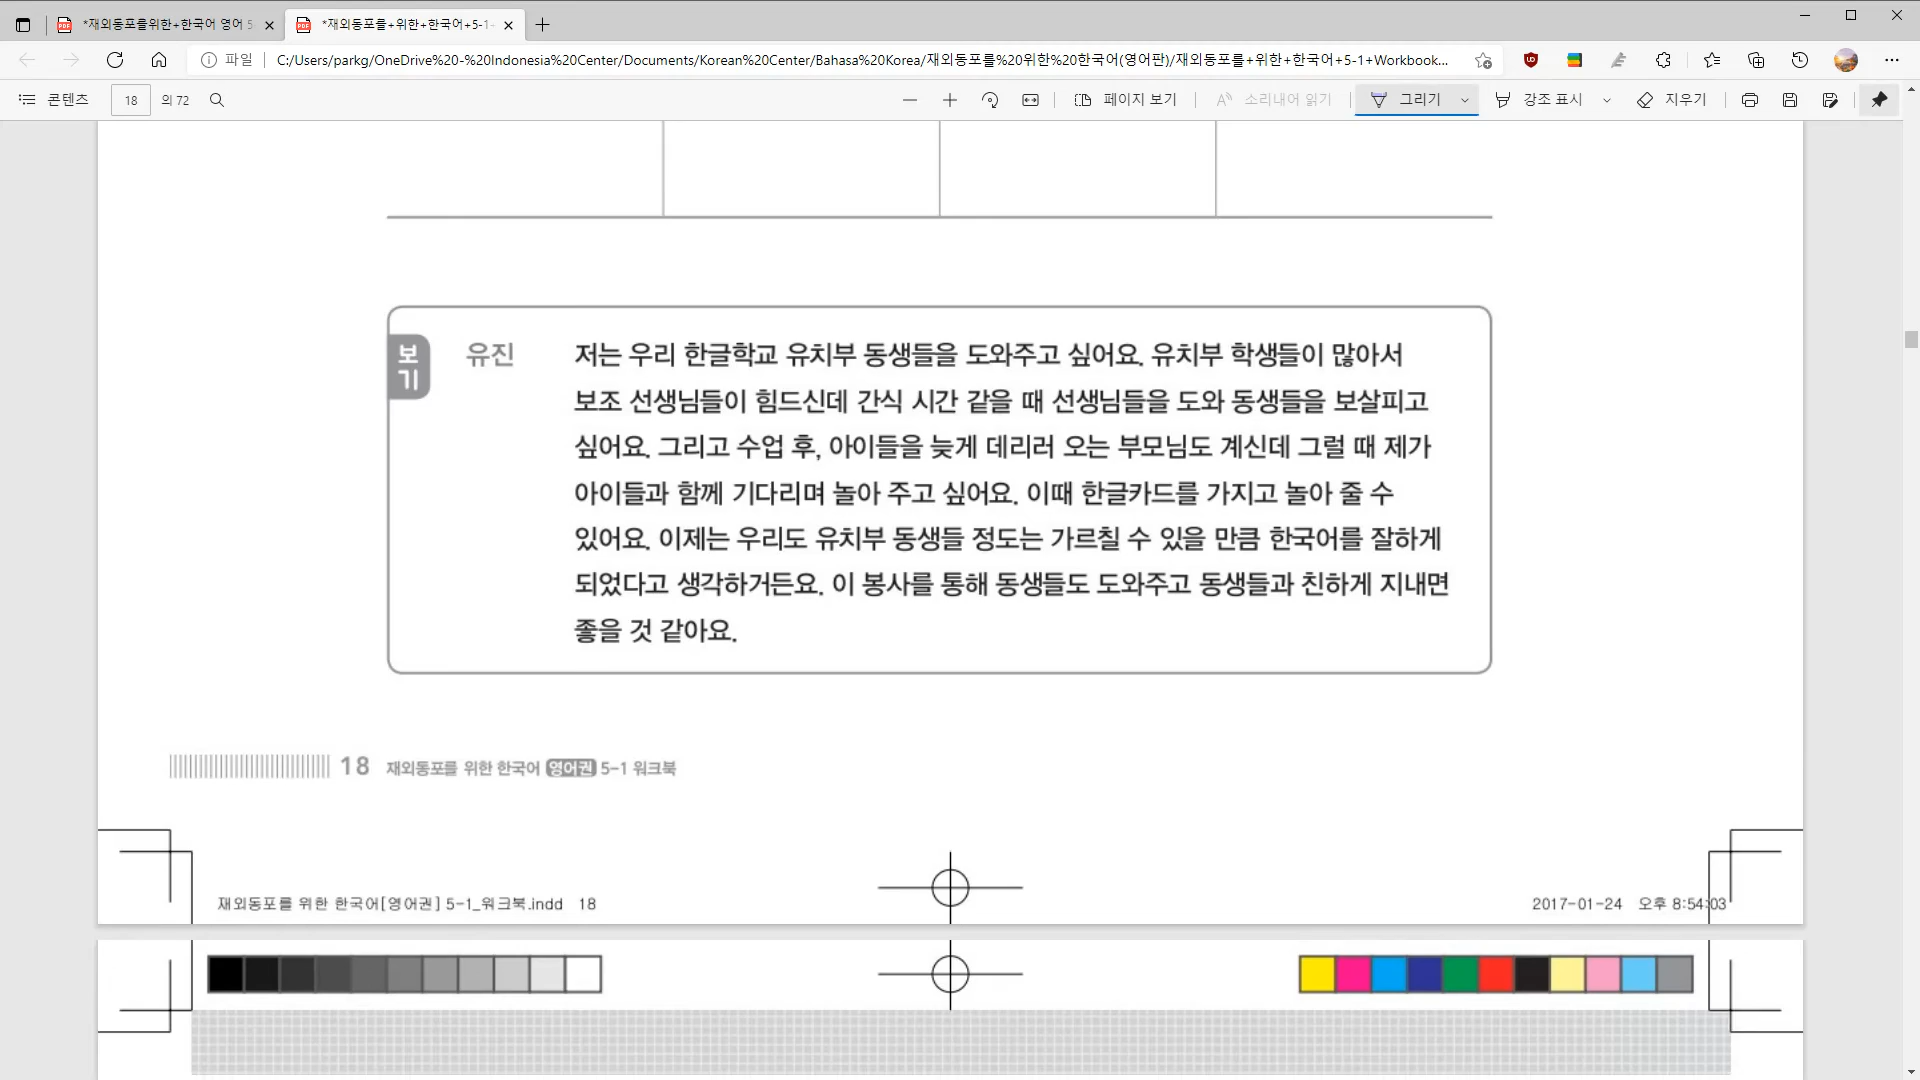 *재외동포를위한+한국어 영어 5
*재외동포를+위한+한국어+5-1-
파일
C:/Users/parkg/OneDrive%20-%20Indonesia%20Center/Documents/Korean%20Center/Bahasa%20Korea/재외동포를%20위한%20한국어(영어판)/재외동포를+위한+한국어+5-1+Workbook...
콘텐츠
18
의 72
페이지 보기
소리내어 읽기
그리기
강조 표시
지우기
보기
유진
저는 우리 한글학교 유치부 동생들을 도와주고 싶어요. 유치부 학생들이 많아서
보조 선생님들이 힘드신데 간식 시간 같을 때 선생님들을 도와 동생들을 보살피고
싶어요. 그리고 수업 후, 아이들을 늦게 데리러 오는 부모님도 계신데 그럴 때 제가
아이들과 함께 기다리며 놀아 주고 싶어요. 이때 한글카드를 가지고 놀아 줄 수
있어요. 이제는 우리도 유치부 동생들 정도는 가르칠 수 있을 만큼 한국어를 잘하게
되었다고 생각하거든요. 이 봉사를 통해 동생들도 도와주고 동생들과 친하게 지내면
좋을 것 같아요.
18 재외동포를 위한 한국어 영어권 5-1 워크북
재외동포를 위한 한국어[영어권] 5-1_워크북.indd 18
2017-01-24 오후 8:54:03